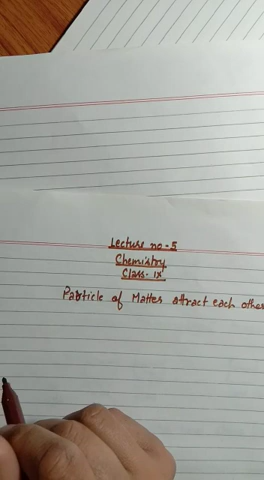 Lecture no-5
Chemistry
Class-IX
Particle of Matter attract each other